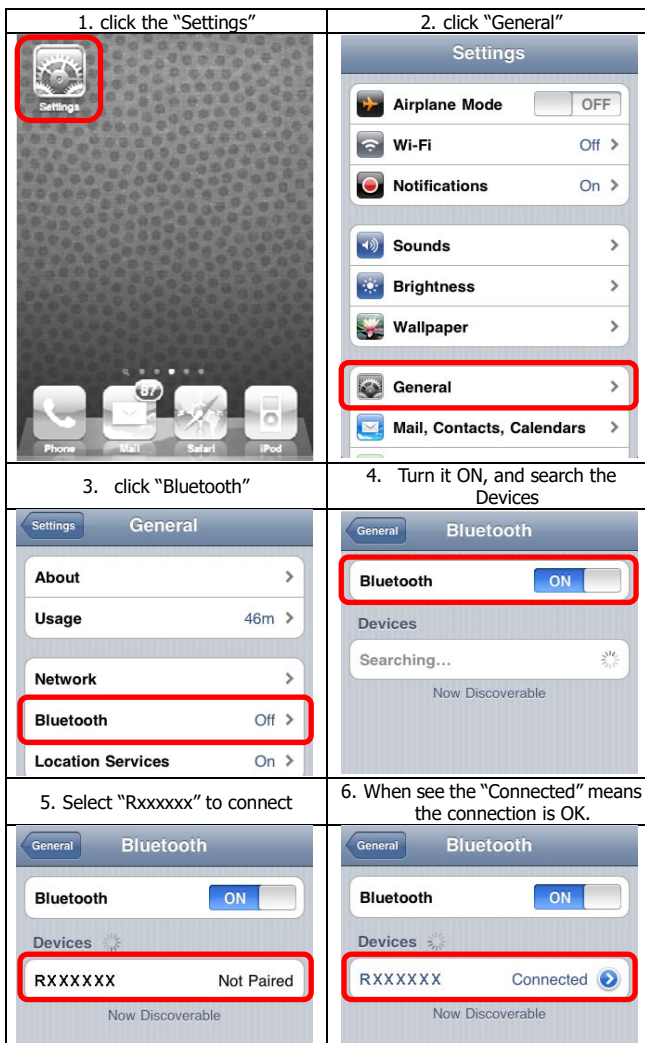 1. click the “Settings”
Settings
87
Phone
Mail
Safari
iPod
2. click “General”
Settings
Airplane Mode OFF
Wi-Fi Off
Notifications On
Sounds
Brightness
Wallpaper
General
Mail, Contacts, Calendars
3. click “Bluetooth”
Settings General
About
Usage 46m
Network
Bluetooth Off
Location Services On
4. Turn it ON, and search the
Devices
General Bluetooth
Bluetooth ON
Devices
Searching...
Now Discoverable
5. Select “Rxxxxxx” to connect
General Bluetooth
Bluetooth ON
Devices
RXXXXXX Not Paired
Now Discoverable
6. When see the “Connected” means
the connection is OK.
General Bluetooth
Bluetooth ON
Devices
RXXXXXX Connected
Now Discoverable